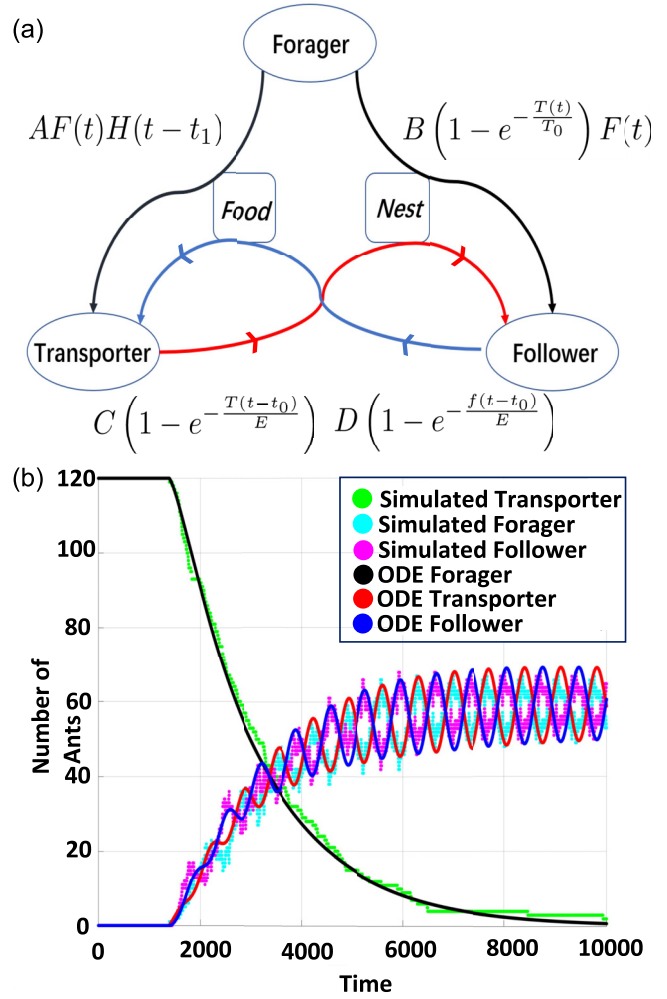 (a)
Forager
AF(t)H(t − t₁)
B(1 − e^{−T(t)/T₀})F(t)
Food
Nest
Transporter
Follower
C(1 − e^{−T(t−t₀)/E}) D(1 − e^{−f(t−t₀)/E})
(b)
120
100
80
60
40
20
0
Number of
Ants
Simulated Transporter
Simulated Forager
Simulated Follower
ODE Forager
ODE Transporter
ODE Follower
0 2000 4000 6000 8000 10000
Time